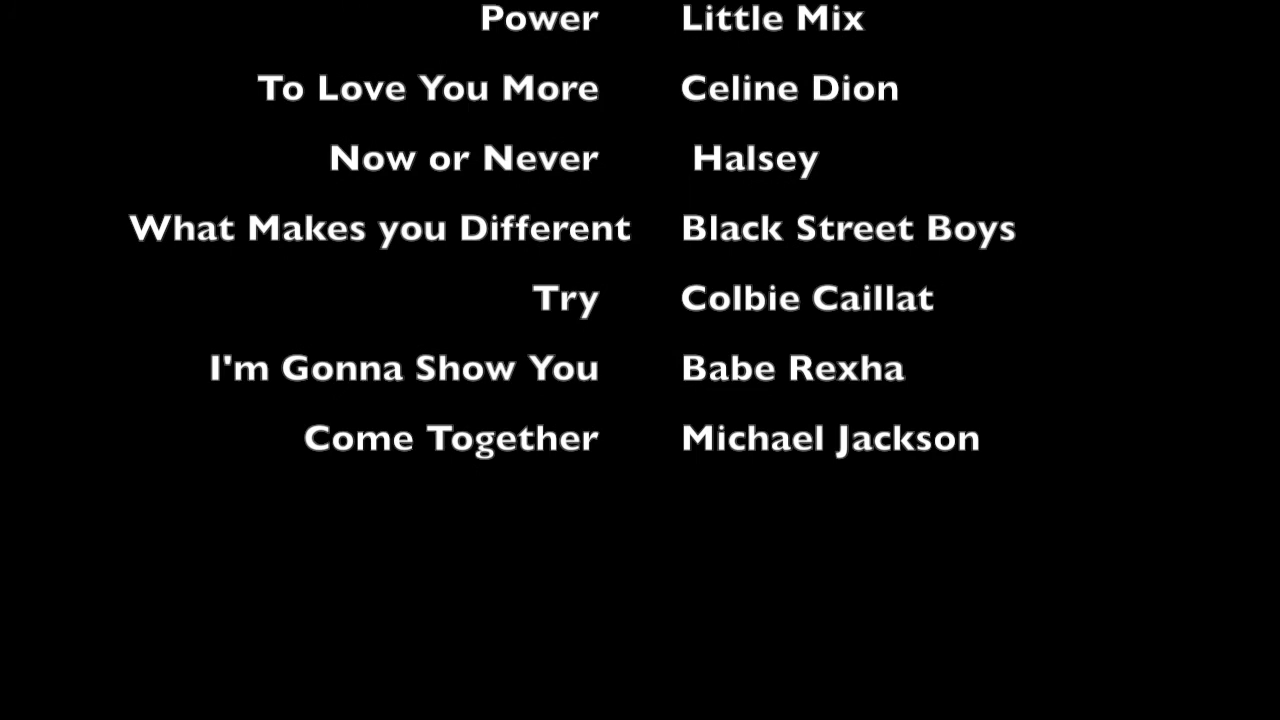 Power Little Mix
To Love You More Celine Dion
Now or Never Halsey
What Makes you Different Black Street Boys
Try Colbie Caillat
I'm Gonna Show You Babe Rexha
Come Together Michael Jackson